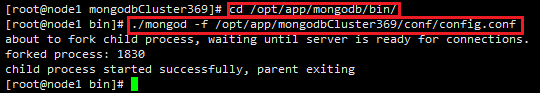 [root@node1 mongodbCluster369]# cd /opt/app/mongodb/bin/
[root@node1 bin]# ./mongod -f /opt/app/mongodbCluster369/conf/config.conf
about to fork child process, waiting until server is ready for connections.
forked process: 1830
child process started successfully, parent exiting
[root@node1 bin]#